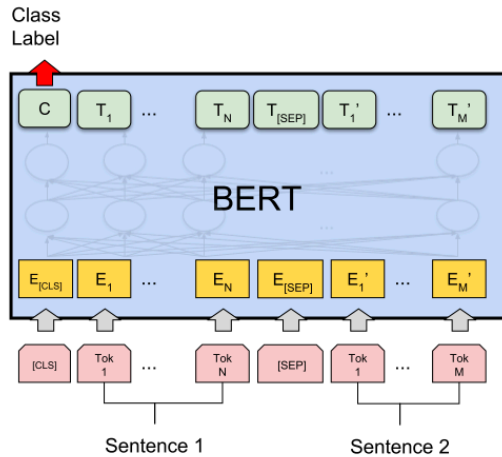 Class
Label
C T1 ... TN T[SEP] T1’ ... TM’
...
BERT
...
E[CLS] E1 ... EN E[SEP] E1’ ... EM’
[CLS] Tok 1 ... Tok N [SEP] Tok 1 ... Tok M
Sentence 1 Sentence 2